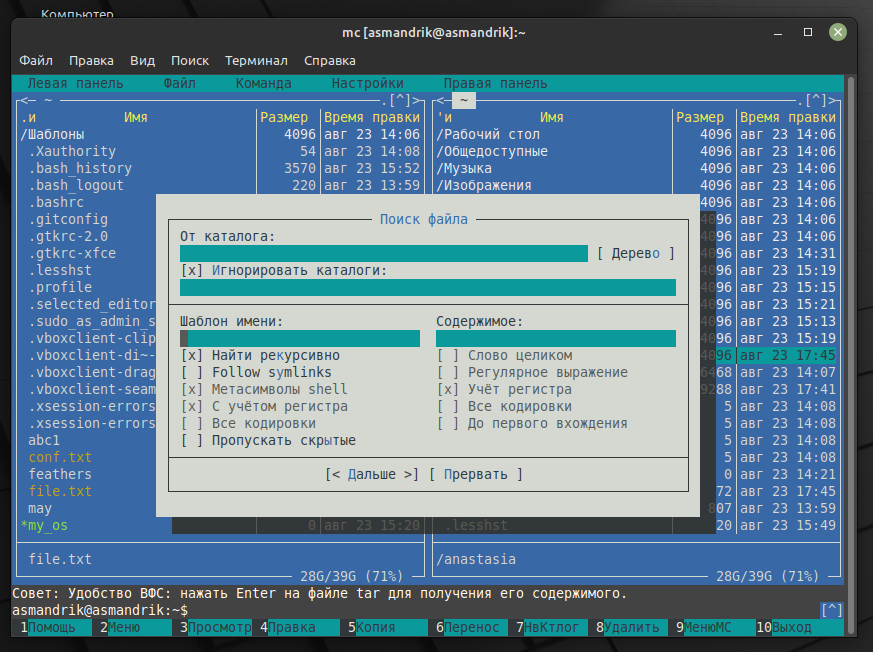 Компьютер
mc [asmandrik@asmandrik]:~
Файл Правка Вид Поиск Терминал Справка
Левая панель Файл Команда Настройки Правая панель
<─ ~ .[^]> <─ ~ .[^]>
.и Имя Размер Время правки 'и Имя Размер Время правки
/Шаблоны 4096 авг 23 14:06 /Рабочий стол 4096 авг 23 14:06
.Xauthority 54 авг 23 14:08 /Общедоступные 4096 авг 23 14:06
.bash_history 3570 авг 23 15:52 /Музыка 4096 авг 23 14:06
.bash_logout 220 авг 23 13:59 /Изображения 4096 авг 23 14:06
.bashrc 4096 авг 23 14:06
.gitconfig Поиск файла 4096 авг 23 14:06
.gtkrc-2.0 От каталога: 4096 авг 23 14:06
.gtkrc-xfce [ Дерево ] 4096 авг 23 14:31
.lesshst [x] Игнорировать каталоги: 4096 авг 23 15:19
.profile 4096 авг 23 15:15
.selected_editor 4096 авг 23 15:21
.sudo_as_admin_s Шаблон имени: Содержимое: 4096 авг 23 15:13
.vboxclient-clip 4096 авг 23 15:19
.vboxclient-di~- [x] Найти рекурсивно [ ] Слово целиком 4096 авг 23 17:45
.vboxclient-drag [ ] Follow symlinks [ ] Регулярное выражение 6468 авг 23 14:07
.vboxclient-seam [x] Метасимволы shell [x] Учёт регистра 9288 авг 23 17:41
.xsession-errors [x] С учётом регистра [ ] Все кодировки 5 авг 23 14:08
.xsession-errors [ ] Все кодировки [ ] До первого вхождения 5 авг 23 14:08
abc1 [ ] Пропускать скрытые 5 авг 23 14:08
conf.txt 5 авг 23 14:08
feathers [< Дальше >] [ Прервать ] 0 авг 23 14:21
file.txt 72 авг 23 17:45
may 807 авг 23 13:59
*my_os 0 авг 23 15:20 .lesshst 20 авг 23 15:49
file.txt /anastasia
28G/39G (71%) 28G/39G (71%)
Совет: Удобство ВФС: нажать Enter на файле tar для получения его содержимого.
asmandrik@asmandrik:~$ [^]
1Помощь 2Меню 3Просмотр 4Правка 5Копия 6Перенос 7НвКтлог 8Удалить 9МенюМС 10Выход